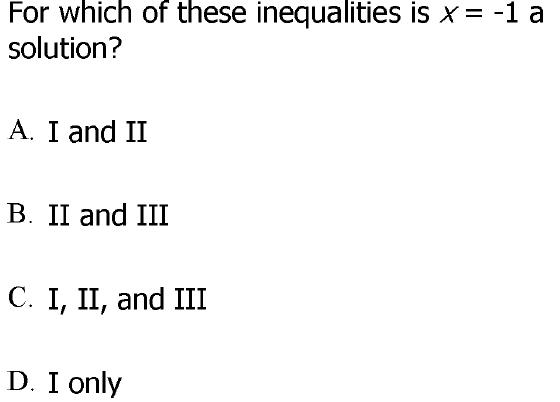 For which of these inequalities is x = -1 a
solution?
A. I and II
B. II and III
C. I, II, and III
D. I only